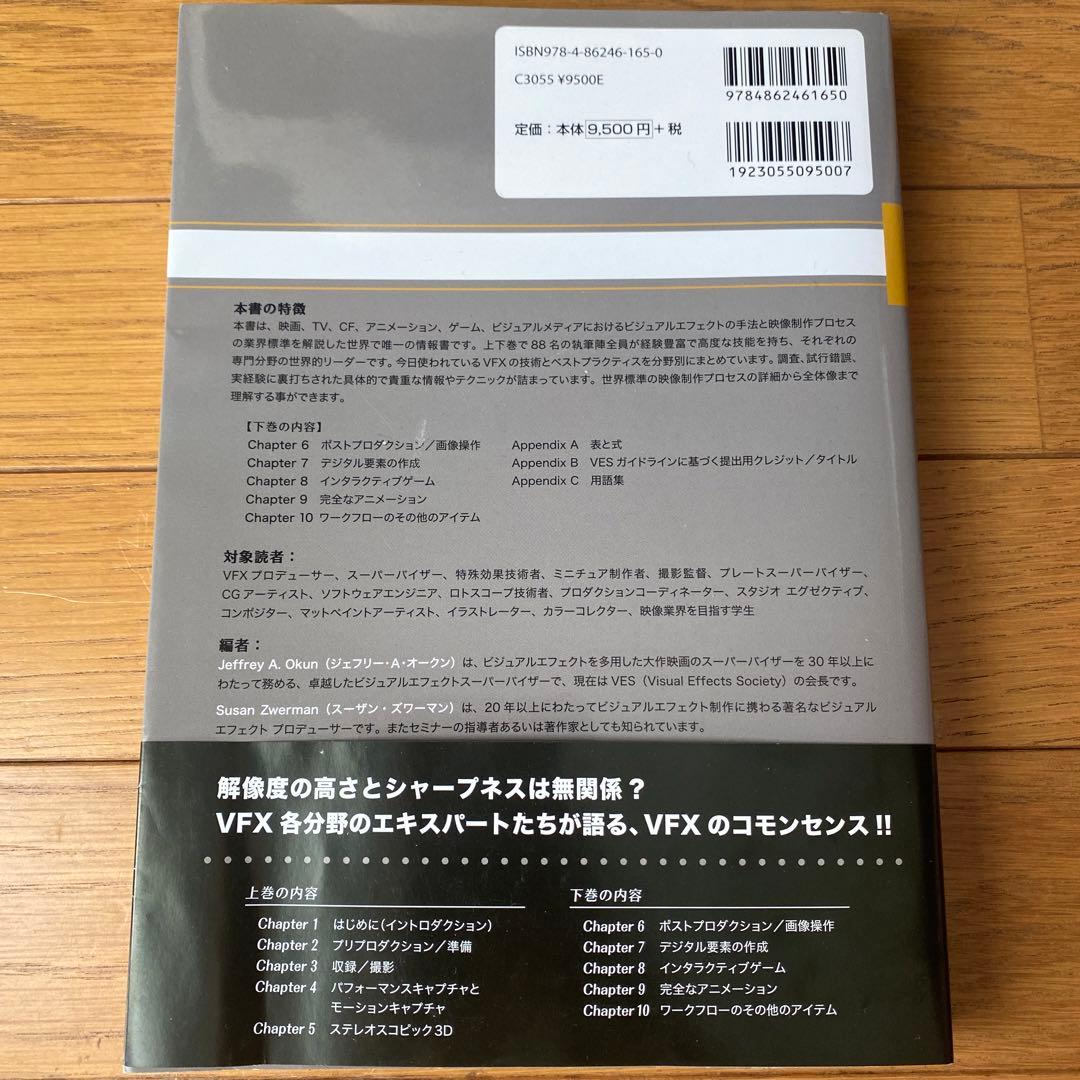 ISBN978-4-86246-165-0
C3055 ¥9500E
定価：本体9,500円＋税
9784862461650
1923055095007
本書の特徴
本書は、映画、TV、CF、アニメーション、ゲーム、ビジュアルメディアにおけるビジュアルエフェクトの手法と映像制作プロセス
の業界標準を解説した世界で唯一の情報書です。上下巻で88名の執筆陣全員が経験豊富で高度な技能を持ち、それぞれの
専門分野の世界的リーダーです。今日使われているVFXの技術とベストプラクティスを分野別にまとめています。調査、試行錯誤、
実経験に裏打ちされた具体的で貴重な情報やテクニックが詰まっています。世界標準の映像制作プロセスの詳細から全体像まで
理解する事ができます。
【下巻の内容】
Chapter 6 ポストプロダクション／画像操作
Chapter 7 デジタル要素の作成
Chapter 8 インタラクティブゲーム
Chapter 9 完全なアニメーション
Chapter 10 ワークフローのその他のアイテム
Appendix A 表と式
Appendix B VESガイドラインに基づく提出用クレジット／タイトル
Appendix C 用語集
対象読者：
VFXプロデューサー、スーパーバイザー、特殊効果技術者、ミニチュア制作者、撮影監督、プレートスーパーバイザー、
CGアーティスト、ソフトウェアエンジニア、ロトスコープ技術者、プロダクションコーディネーター、スタジオ エグゼクティブ、
コンポジター、マットペイントアーティスト、イラストレーター、カラーコレクター、映像業界を目指す学生
編者：
Jeffrey A. Okun（ジェフリー・A・オークン）は、ビジュアルエフェクトを多用した大作映画のスーパーバイザーを30年以上に
わたって務める、卓越したビジュアルエフェクトスーパーバイザーで、現在はVES（Visual Effects Society）の会長です。
Susan Zwerman（スーザン・ズワーマン）は、20年以上にわたってビジュアルエフェクト制作に携わる著名なビジュアル
エフェクト プロデューサーです。またセミナーの指導者あるいは著作家としても知られています。
解像度の高さとシャープネスは無関係？
VFX各分野のエキスパートたちが語る、VFXのコモンセンス!!
上巻の内容
Chapter 1 はじめに（イントロダクション）
Chapter 2 プリプロダクション／準備
Chapter 3 収録／撮影
Chapter 4 パフォーマンスキャプチャと
モーションキャプチャ
Chapter 5 ステレオスコピック3D
下巻の内容
Chapter 6 ポストプロダクション／画像操作
Chapter 7 デジタル要素の作成
Chapter 8 インタラクティブゲーム
Chapter 9 完全なアニメーション
Chapter 10 ワークフローのその他のアイテム